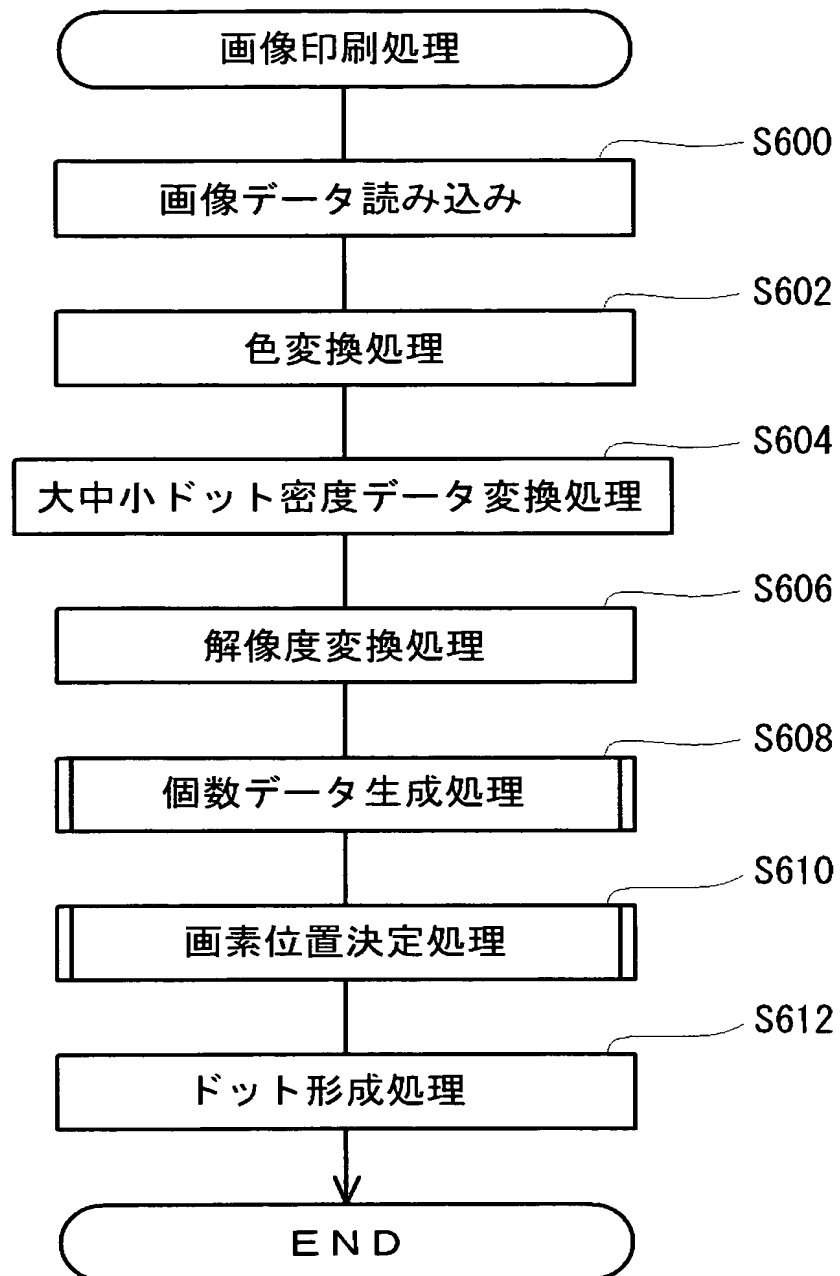 画像印刷処理
S600
画像データ読み込み
S602
色変換処理
S604
大中小ドット密度データ変換処理
S606
解像度変換処理
S608
個数データ生成処理
S610
画素位置決定処理
S612
ドット形成処理
END